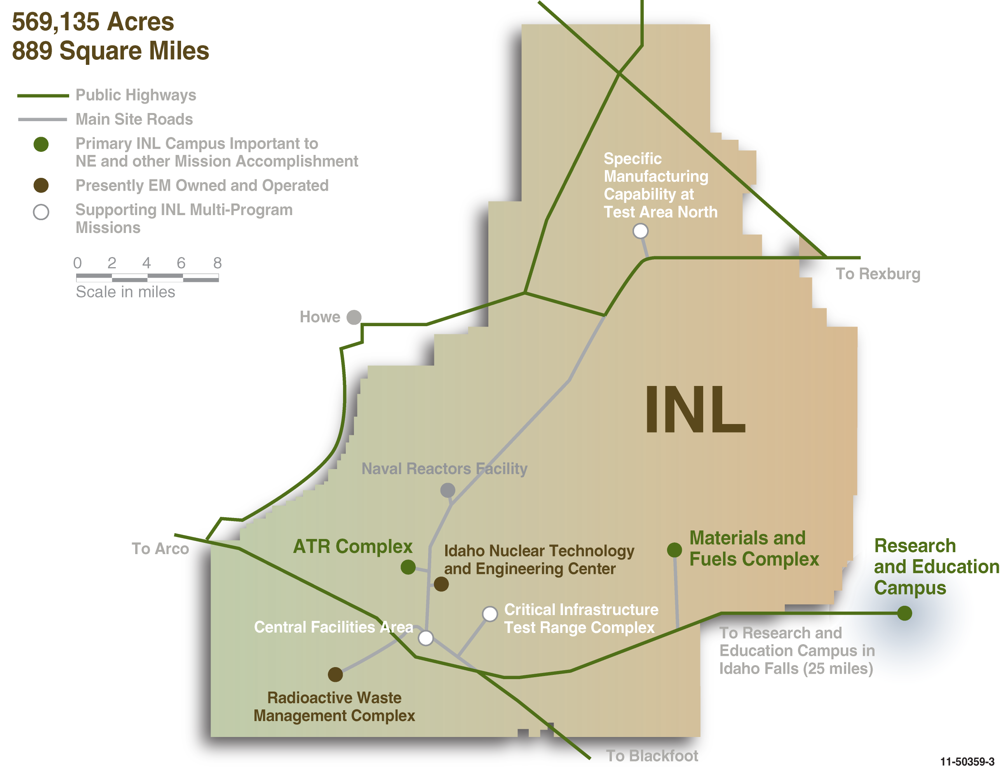 569,135 Acres
889 Square Miles
Public Highways
Main Site Roads
Primary INL Campus Important to
NE and other Mission Accomplishment
Presently EM Owned and Operated
Supporting INL Multi-Program
Missions
0 2 4 6 8
Scale in miles
Specific
Manufacturing
Capability at
Test Area North
To Rexburg
Howe
INL
Naval Reactors Facility
To Arco
ATR Complex
Idaho Nuclear Technology
and Engineering Center
Materials and
Fuels Complex
Research
and Education
Campus
Central Facilities Area
Critical Infrastructure
Test Range Complex
To Research and
Education Campus in
Idaho Falls (25 miles)
Radioactive Waste
Management Complex
To Blackfoot
11-50359-3